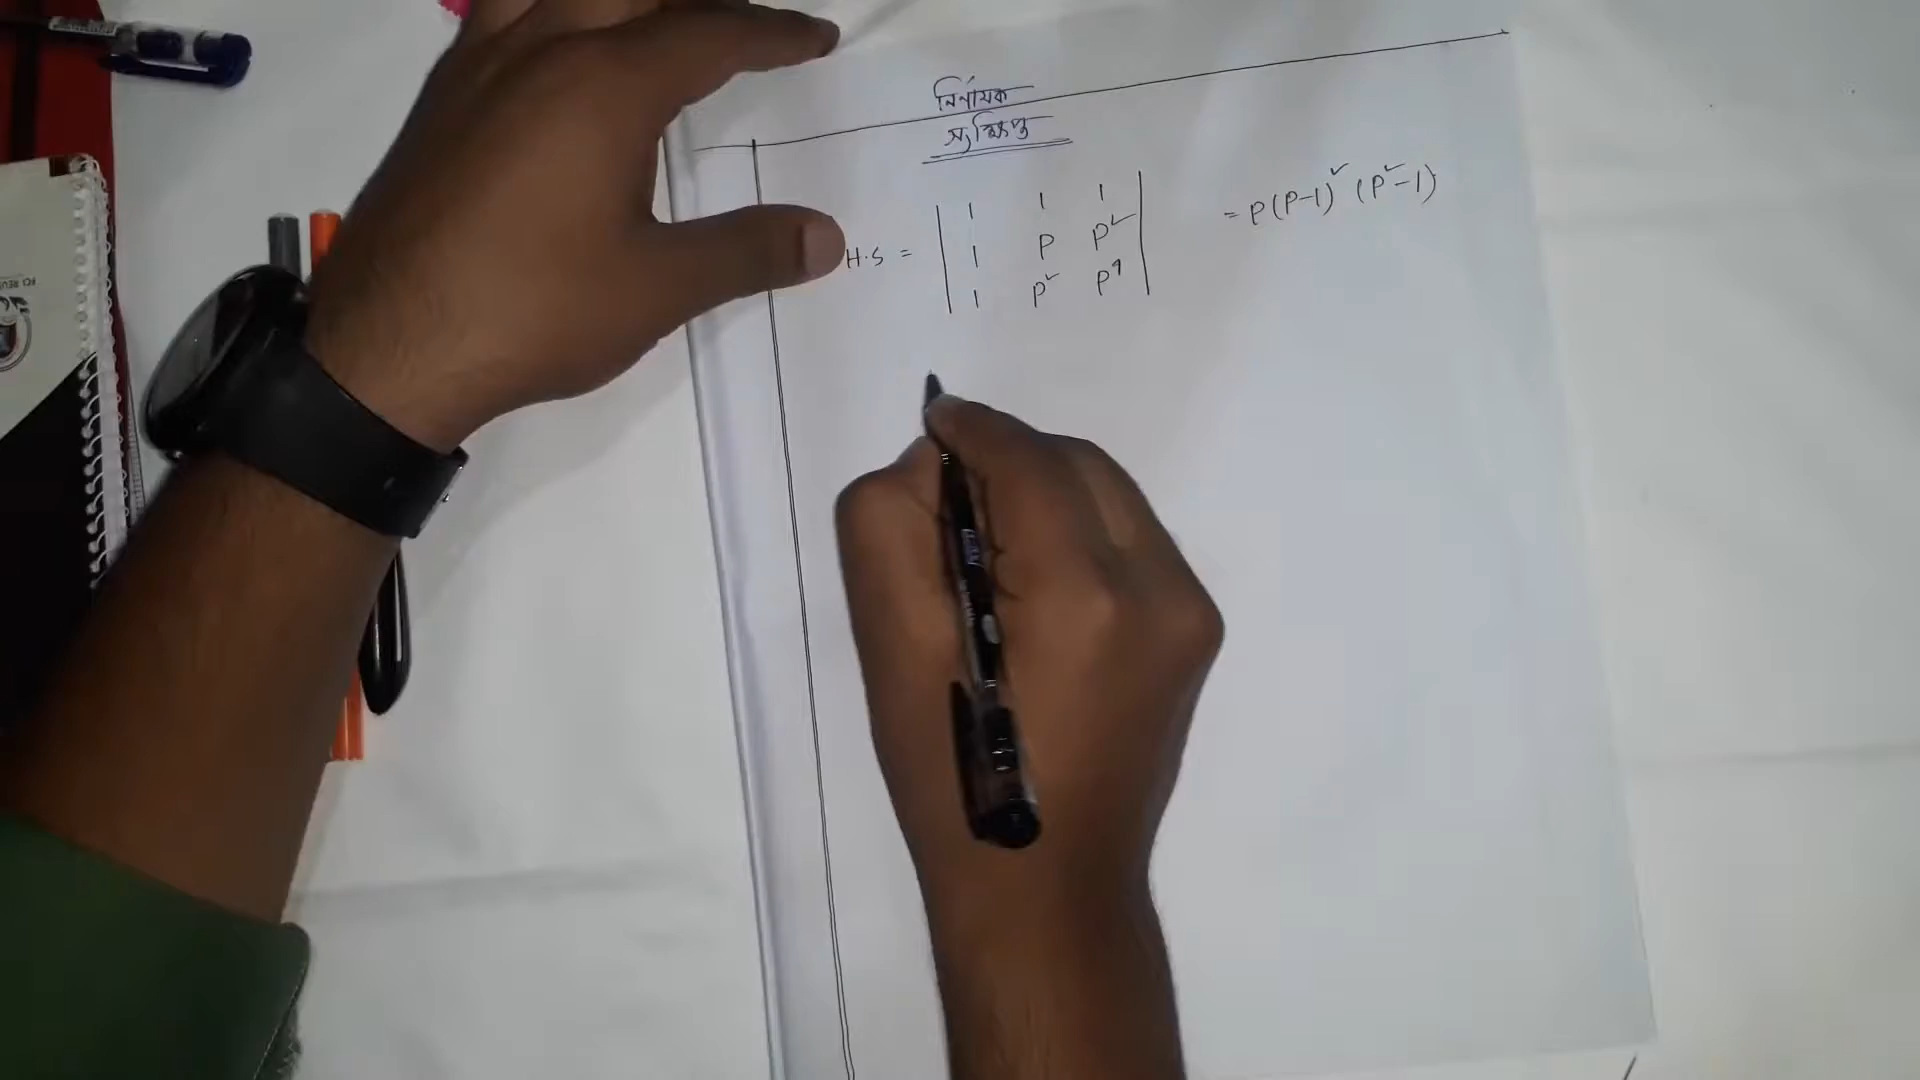 নির্ণায়ক
সংক্ষিপ্ত
H.S = | 1 1 1 | = P(P-1)² (P²-1)
| 1 P P² |
| 1 P² P⁴ |